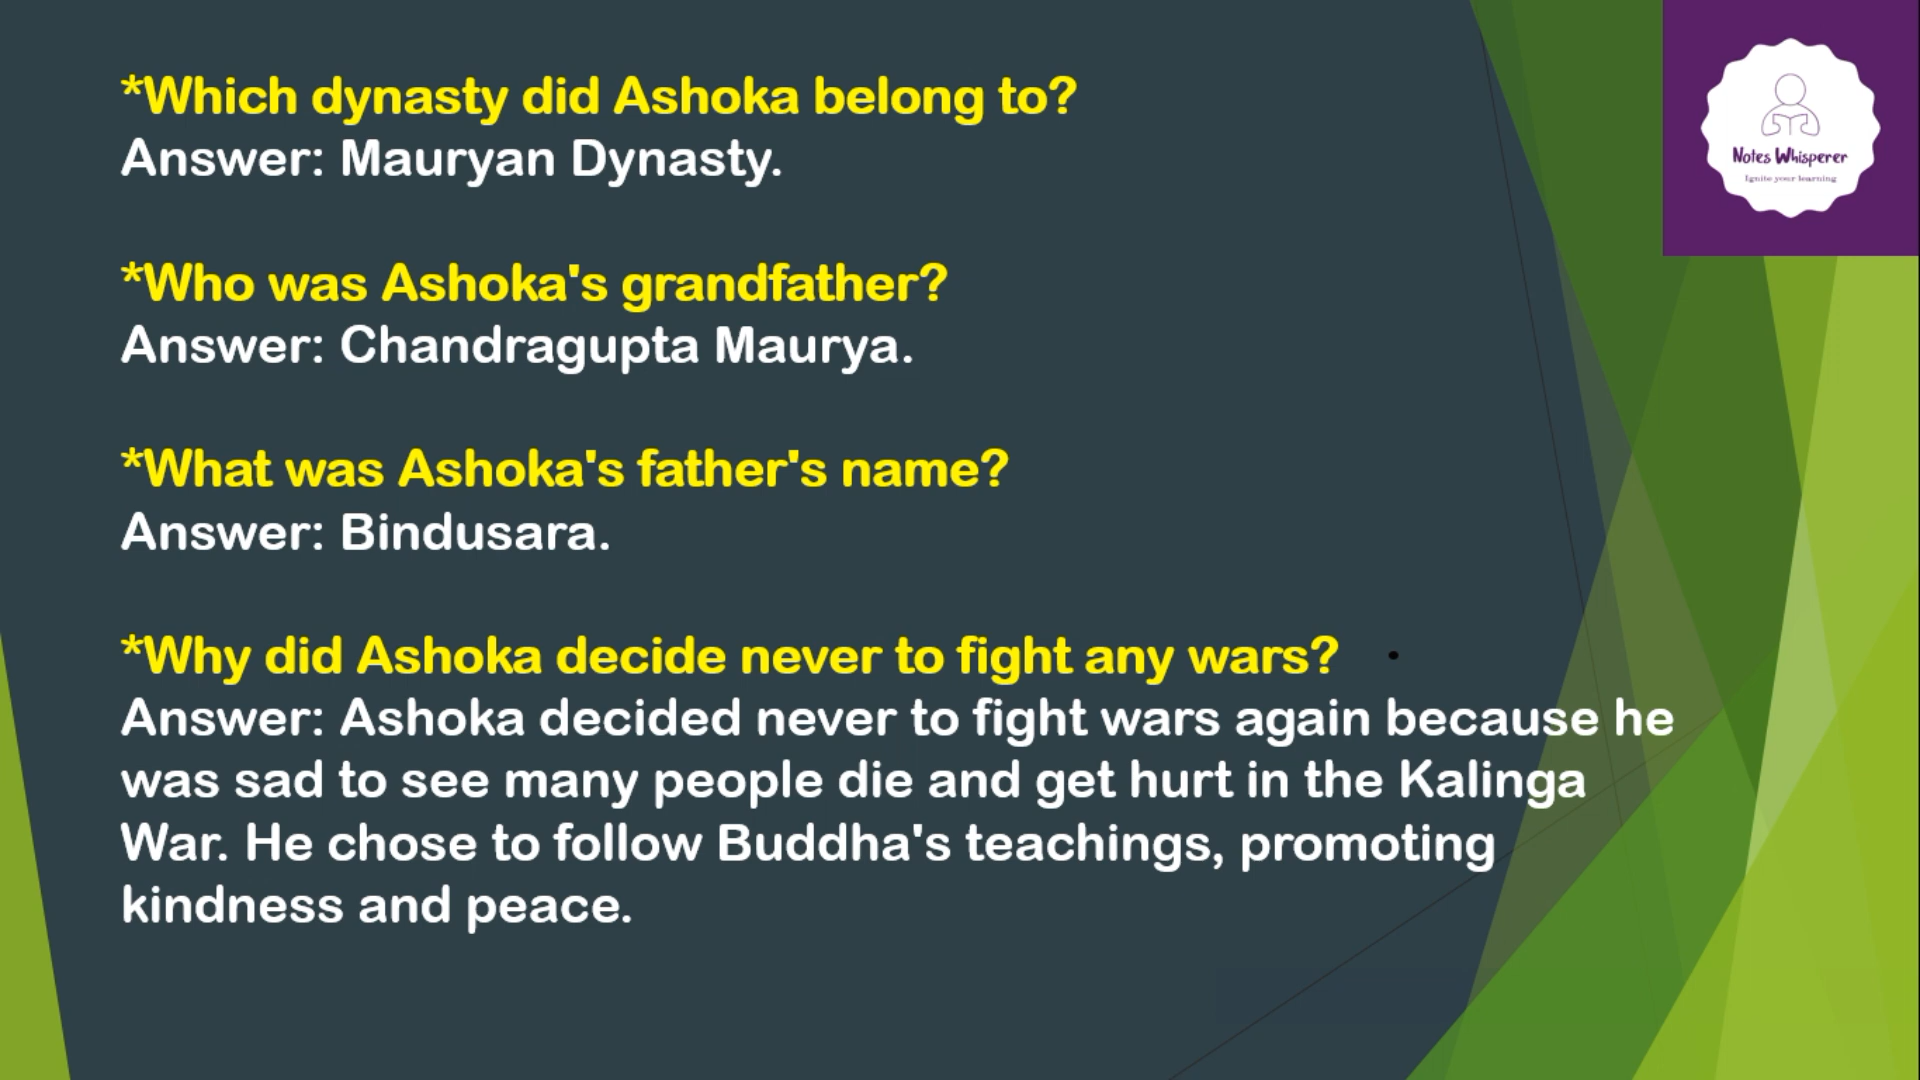 *Which dynasty did Ashoka belong to?
Answer: Mauryan Dynasty.
*Who was Ashoka's grandfather?
Answer: Chandragupta Maurya.
*What was Ashoka's father's name?
Answer: Bindusara.
*Why did Ashoka decide never to fight any wars?
Answer: Ashoka decided never to fight wars again because he
was sad to see many people die and get hurt in the Kalinga
War. He chose to follow Buddha's teachings, promoting
kindness and peace.
Notes Whisperer
Ignite your learning